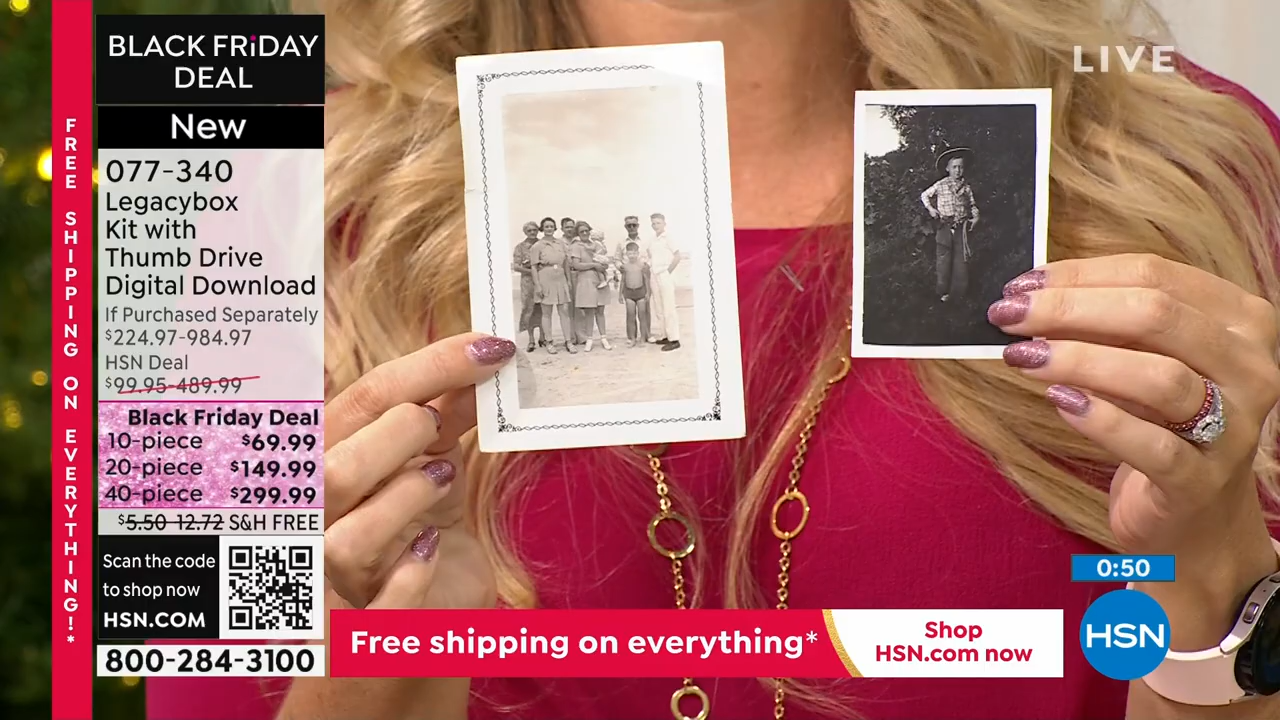 FREE SHIPPING ON EVERYTHING!*
BLACK FRiDAY
DEAL
New
077-340
Legacybox
Kit with
Thumb Drive
Digital Download
If Purchased Separately
$224.97-984.97
HSN Deal
$99.95-489.99
Black Friday Deal
10-piece $69.99
20-piece $149.99
40-piece $299.99
$5.50-12.72 S&H FREE
Scan the code
to shop now
HSN.COM
800-284-3100
LIVE
0:50
HSN
Free shipping on everything*
Shop
HSN.com now